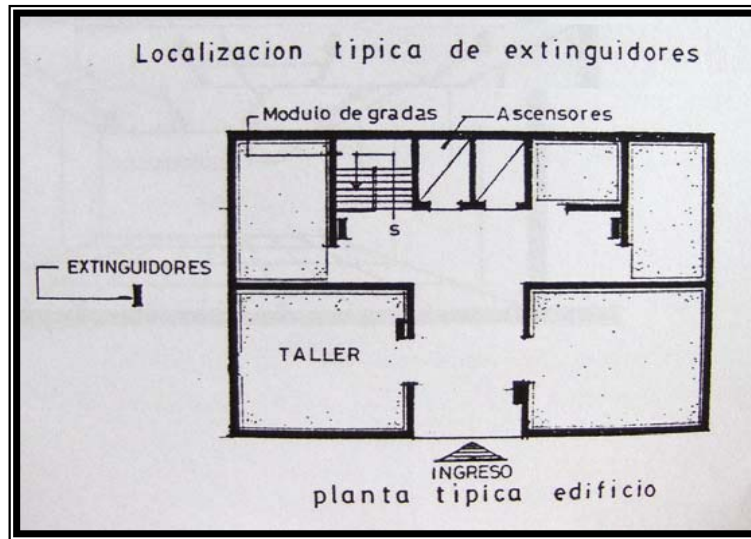 Localizacion tipica de extinguidores
Modulo de gradas
Ascensores
S
EXTINGUIDORES
TALLER
INGRESO
planta tipica edificio